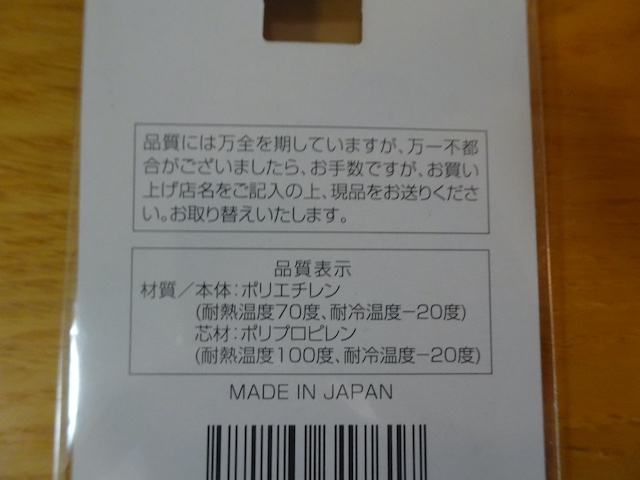 品質には万全を期していますが、万一不都
合がございましたら、お手数ですが、お買い
上げ店名をご記入の上、現品をお送りくださ
い。お取り替えいたします。
品質表示
材質／本体：ポリエチレン
(耐熱温度70度、耐冷温度−20度)
芯材：ポリプロピレン
(耐熱温度100度、耐冷温度−20度)
MADE IN JAPAN